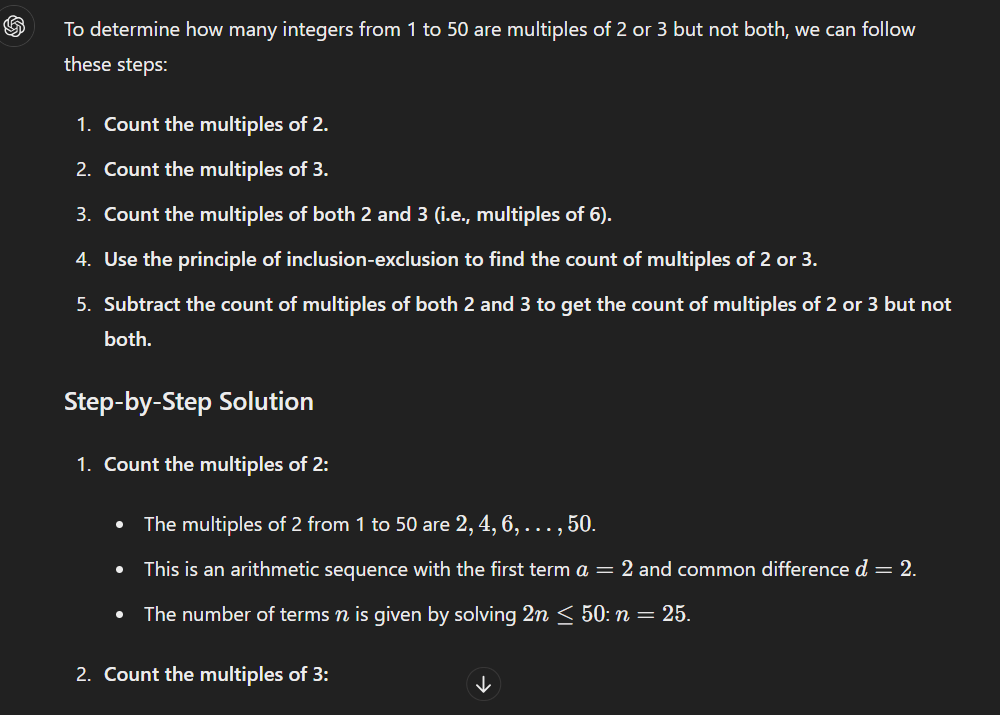 To determine how many integers from 1 to 50 are multiples of 2 or 3 but not both, we can follow
these steps:
1. Count the multiples of 2.
2. Count the multiples of 3.
3. Count the multiples of both 2 and 3 (i.e., multiples of 6).
4. Use the principle of inclusion-exclusion to find the count of multiples of 2 or 3.
5. Subtract the count of multiples of both 2 and 3 to get the count of multiples of 2 or 3 but not
both.
Step-by-Step Solution
1. Count the multiples of 2:
• The multiples of 2 from 1 to 50 are 2, 4, 6, . . . , 50.
• This is an arithmetic sequence with the first term a = 2 and common difference d = 2.
• The number of terms n is given by solving 2n ≤ 50: n = 25.
2. Count the multiples of 3: